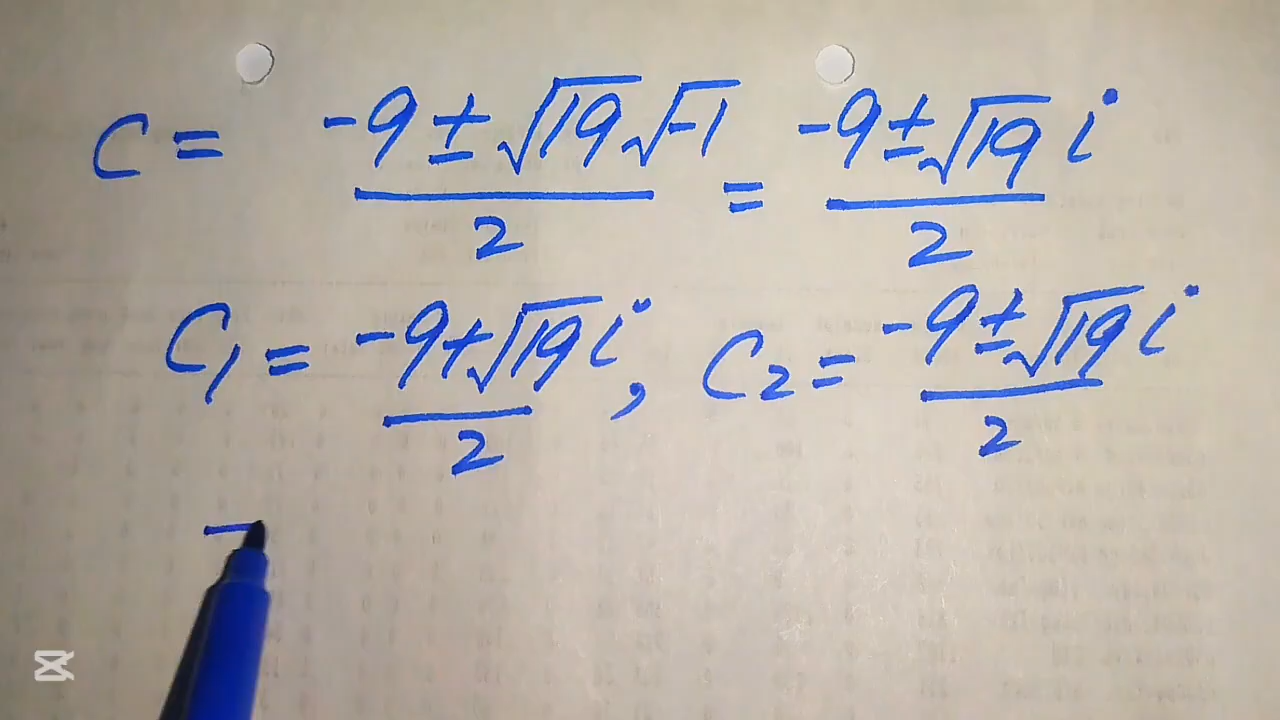 C = (-9 ± √19 √-1) / 2 = (-9 ± √19 i) / 2
C₁ = (-9 + √19 i) / 2 , C₂ = (-9 ± √19 i) / 2